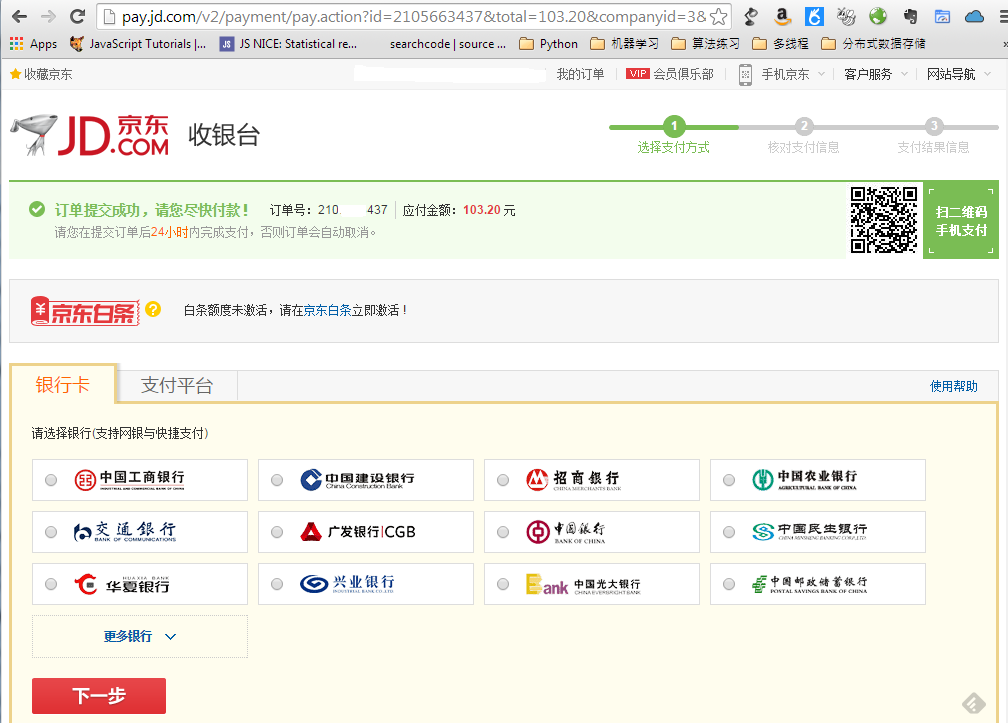 pay.jd.com/v2/payment/pay.action?id=2105663437&total=103.20&companyid=3&
Apps JavaScript Tutorials |... JS JS NICE: Statistical re... searchcode | source ... Python 机器学习 算法练习 多线程 分布式数据存储 »
收藏京东 我的订单 VIP 会员俱乐部 手机京东 客户服务 网站导航
JD 京东
.COM
收银台
1 2 3
选择支付方式 核对支付信息 支付结果信息
订单提交成功，请您尽快付款！ 订单号：210. 437 应付金额：103.20 元
请您在提交订单后24小时内完成支付，否则订单会自动取消。
扫二维码
手机支付
¥ 京东白条 ? 白条额度未激活，请在京东白条立即激活！
银行卡 支付平台 使用帮助
请选择银行(支持网银与快捷支付)
中国工商银行 INDUSTRIAL AND COMMERCIAL BANK OF CHINA
中国建设银行 China Construction Bank
招商银行 CHINA MERCHANTS BANK
中国农业银行 AGRICULTURAL BANK OF CHINA
交通银行 BANK OF COMMUNICATIONS
广发银行|CGB
中国银行 BANK OF CHINA
中国民生银行 CHINA MINSHENG BANKING CORP.,LTD.
HUAXIA BANK 华夏银行
兴业银行 INDUSTRIAL BANK CO.,LTD.
Bank 中国光大银行 CHINA EVERBRIGHT BANK
中国邮政储蓄银行 POSTAL SAVINGS BANK OF CHINA
更多银行
下一步